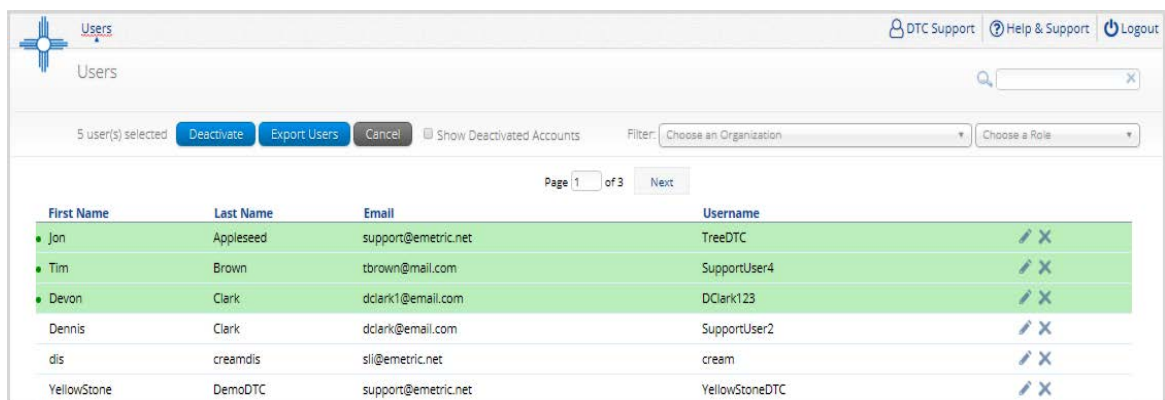 Users DTC Support Help & Support Logout
Users
5 user(s) selected Deactivate Export Users Cancel Show Deactivated Accounts Filter: Choose an Organization Choose a Role
Page 1 of 3 Next
First Name Last Name Email Username
Jon Appleseed support@emetric.net TreeDTC
Tim Brown tbrown@mail.com SupportUser4
Devon Clark dclark1@email.com DClark123
Dennis Clark dclark@email.com SupportUser2
dis creamdis sli@emetric.net cream
YellowStone DemoDTC support@emetric.net YellowStoneDTC